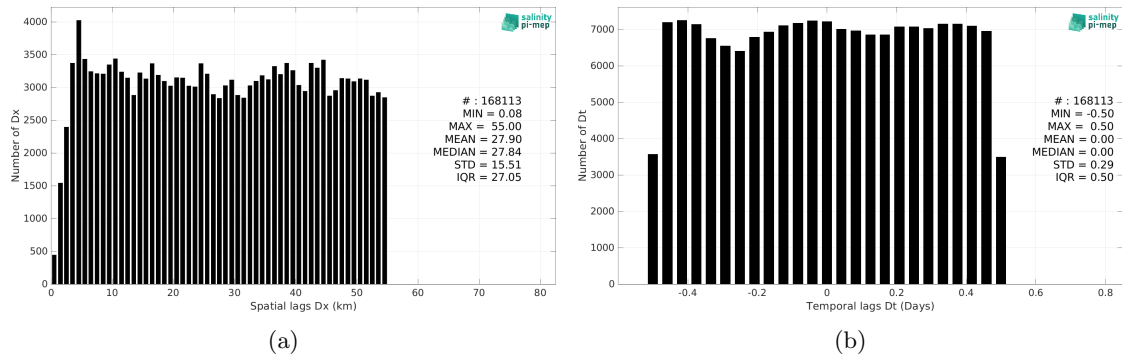 4000
3500
3000
2500
2000
1500
1000
500
0
Number of Dx
0 10 20 30 40 50 60 70 80
Spatial lags Dx (km)
salinity
pi-mep
# : 168113
MIN = 0.08
MAX = 55.00
MEAN = 27.90
MEDIAN = 27.84
STD = 15.51
IQR = 27.05
(a)
7000
6000
5000
4000
3000
2000
1000
0
Number of Dt
-0.4 -0.2 0 0.2 0.4 0.6 0.8
Temporal lags Dt (Days)
salinity
pi-mep
# : 168113
MIN = -0.50
MAX = 0.50
MEAN = 0.00
MEDIAN = 0.00
STD = 0.29
IQR = 0.50
(b)